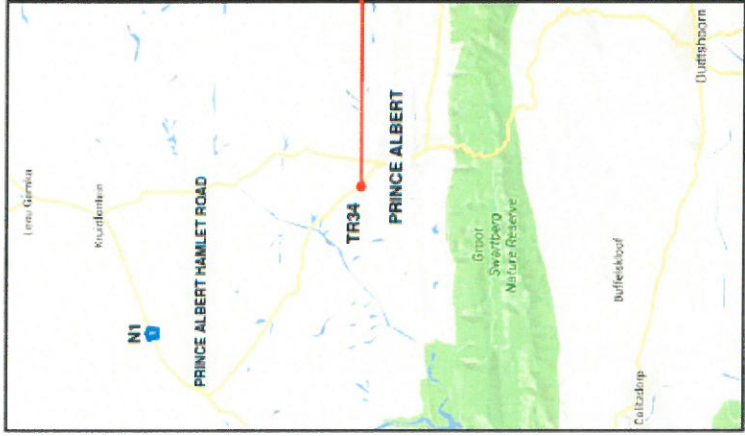 Leeu Gamka
Kruidfontein
N1
PRINCE ALBERT HAMLET ROAD
TR34
PRINCE ALBERT
Groot
Swartberg
Nature Reserve
Buffelskloof
Oudtshoorn
Calitzdorp